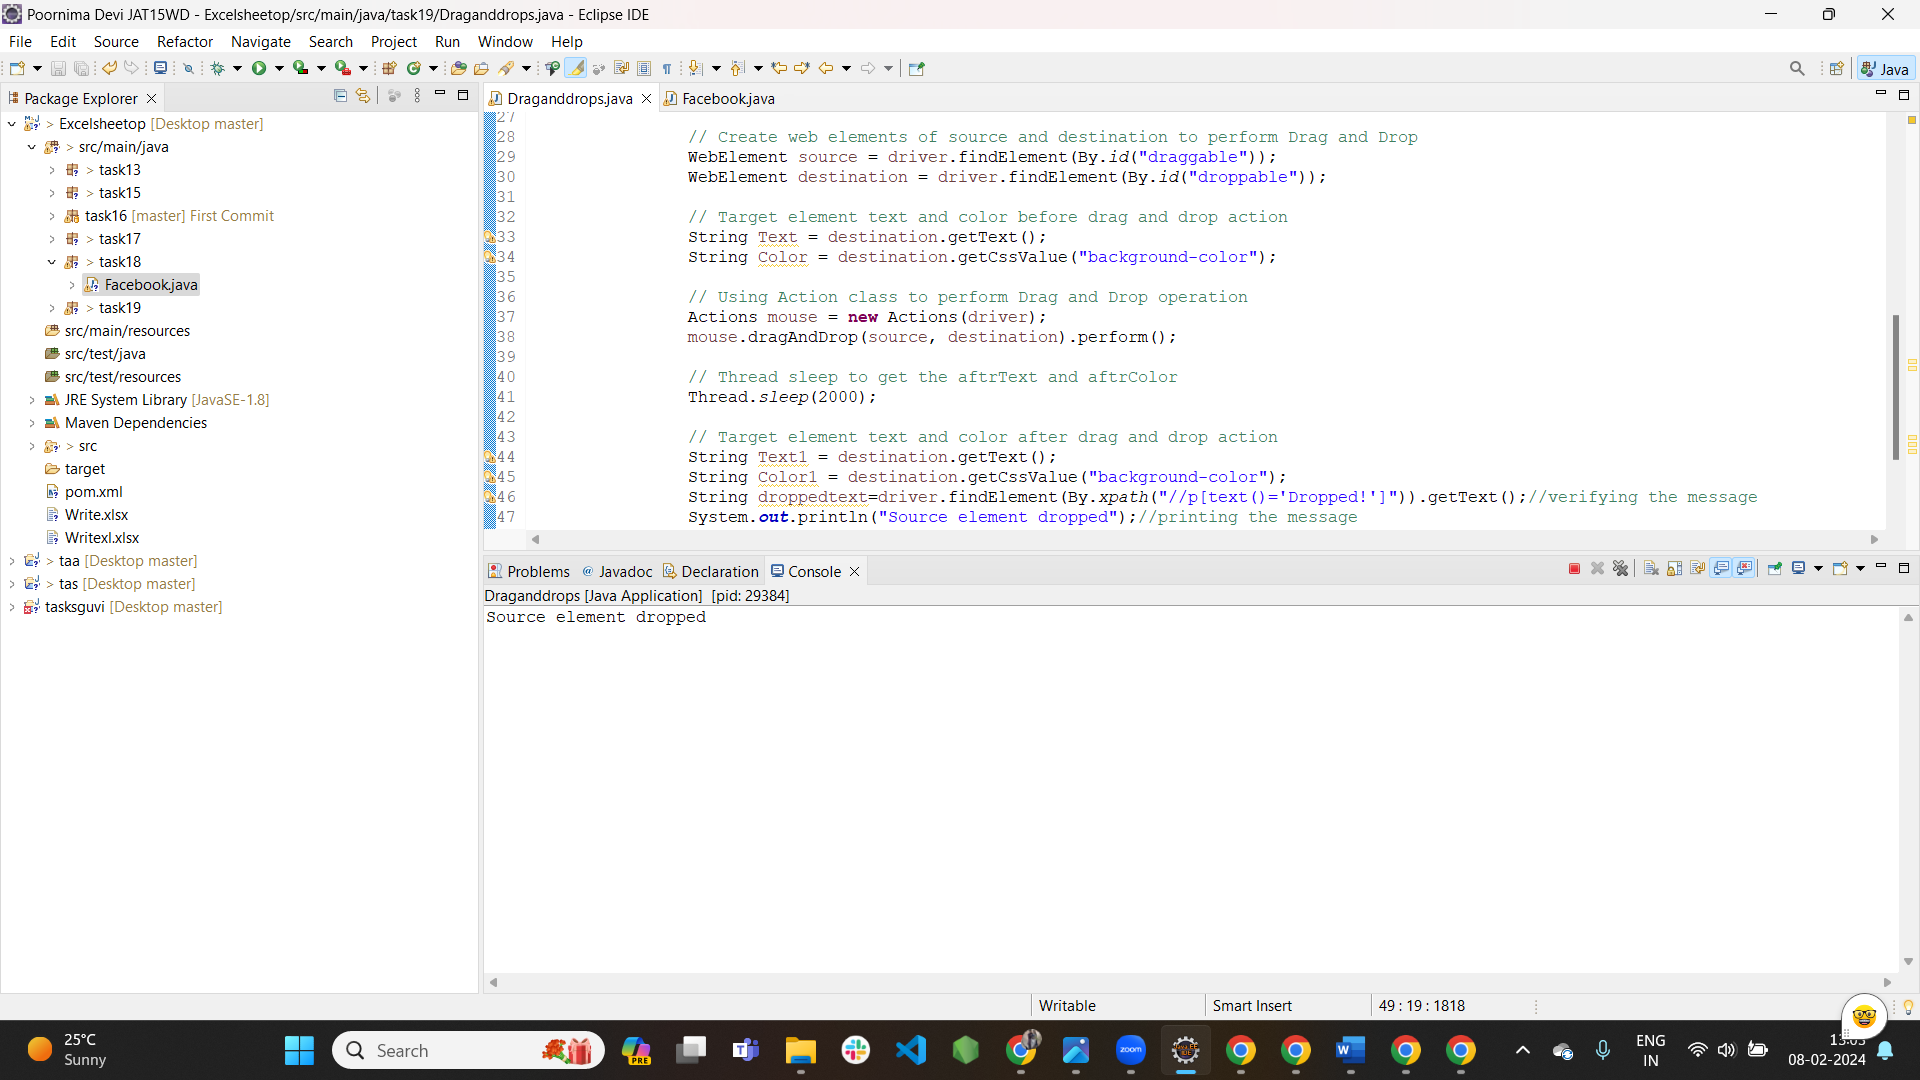 Poornima Devi JAT15WD - Excelsheetop/src/main/java/task19/Draganddrops.java - Eclipse IDE
File Edit Source Refactor Navigate Search Project Run Window Help
Java
Package Explorer
Draganddrops.java
Facebook.java
> Excelsheetop [Desktop master]
> src/main/java
> task13
> task15
task16 [master] First Commit
> task17
> task18
Facebook.java
> task19
src/main/resources
src/test/java
src/test/resources
JRE System Library [JavaSE-1.8]
Maven Dependencies
> src
target
pom.xml
Write.xlsx
Writexl.xlsx
> taa [Desktop master]
> tas [Desktop master]
tasksguvi [Desktop master]
27
28 // Create web elements of source and destination to perform Drag and Drop
29 WebElement source = driver.findElement(By.id("draggable"));
30 WebElement destination = driver.findElement(By.id("droppable"));
31
32 // Target element text and color before drag and drop action
33 String Text = destination.getText();
34 String Color = destination.getCssValue("background-color");
35
36 // Using Action class to perform Drag and Drop operation
37 Actions mouse = new Actions(driver);
38 mouse.dragAndDrop(source, destination).perform();
39
40 // Thread sleep to get the aftrText and aftrColor
41 Thread.sleep(2000);
42
43 // Target element text and color after drag and drop action
44 String Text1 = destination.getText();
45 String Color1 = destination.getCssValue("background-color");
46 String droppedtext=driver.findElement(By.xpath("//p[text()='Dropped!']")).getText();//verifying the message
47 System.out.println("Source element dropped");//printing the message
Problems @ Javadoc Declaration Console
Draganddrops [Java Application] [pid: 29384]
Source element dropped
Writable Smart Insert 49 : 19 : 1818
25°C
Sunny
Search
PRE
zoom
ENG
IN
08-02-2024